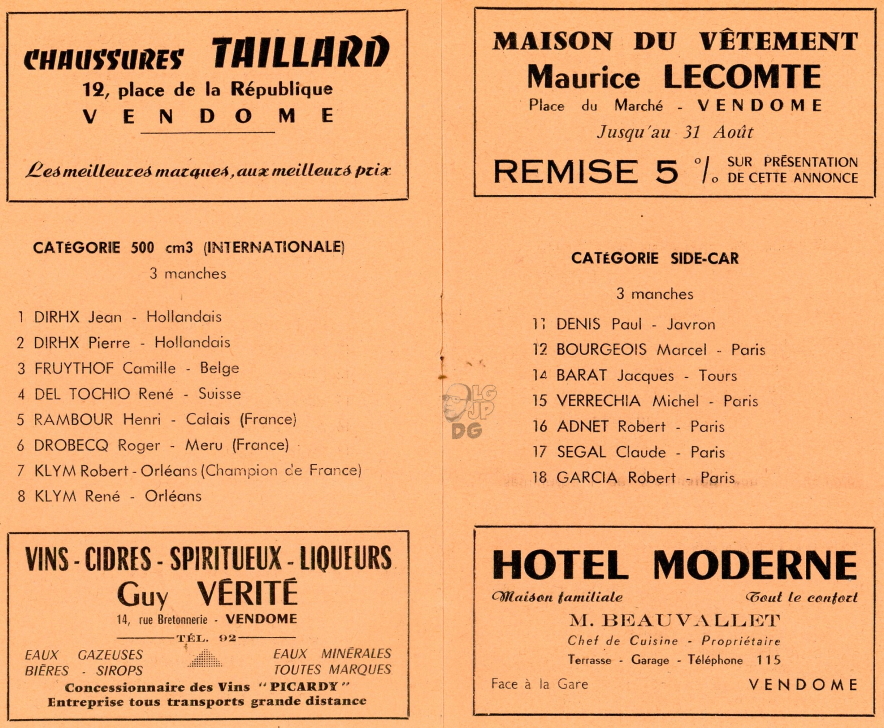 CHAUSSURES TAILLARD
12, place de la République
VENDOME
Les meilleures marques, aux meilleurs prix
CATÉGORIE 500 cm3 (INTERNATIONALE)
3 manches
1 DIRHX Jean - Hollandais
2 DIRHX Pierre - Hollandais
3 FRUYTHOF Camille - Belge
4 DEL TOCHIO René - Suisse
5 RAMBOUR Henri - Calais (France)
6 DROBECQ Roger - Meru (France)
7 KLYM Robert - Orléans (Champion de France)
8 KLYM René - Orléans
VINS - CIDRES - SPIRITUEUX - LIQUEURS
Guy VÉRITÉ
14, rue Bretonnerie - VENDOME
TÉL. 92
EAUX GAZEUSES EAUX MINÉRALES
BIÈRES - SIROPS TOUTES MARQUES
Concessionnaire des Vins "PICARDY"
Entreprise tous transports grande distance
MAISON DU VÊTEMENT
Maurice LECOMTE
Place du Marché - VENDOME
Jusqu'au 31 Août
REMISE 5 % SUR PRÉSENTATION
DE CETTE ANNONCE
CATÉGORIE SIDE-CAR
3 manches
11 DENIS Paul - Javron
12 BOURGEOIS Marcel - Paris
14 BARAT Jacques - Tours
15 VERRECHIA Michel - Paris
16 ADNET Robert - Paris
17 SEGAL Claude - Paris
18 GARCIA Robert - Paris
HOTEL MODERNE
Maison familiale Tout le confort
M. BEAUVALLET
Chef de Cuisine - Propriétaire
Terrasse - Garage - Téléphone 115
Face à la Gare VENDOME
LG
JP
DG